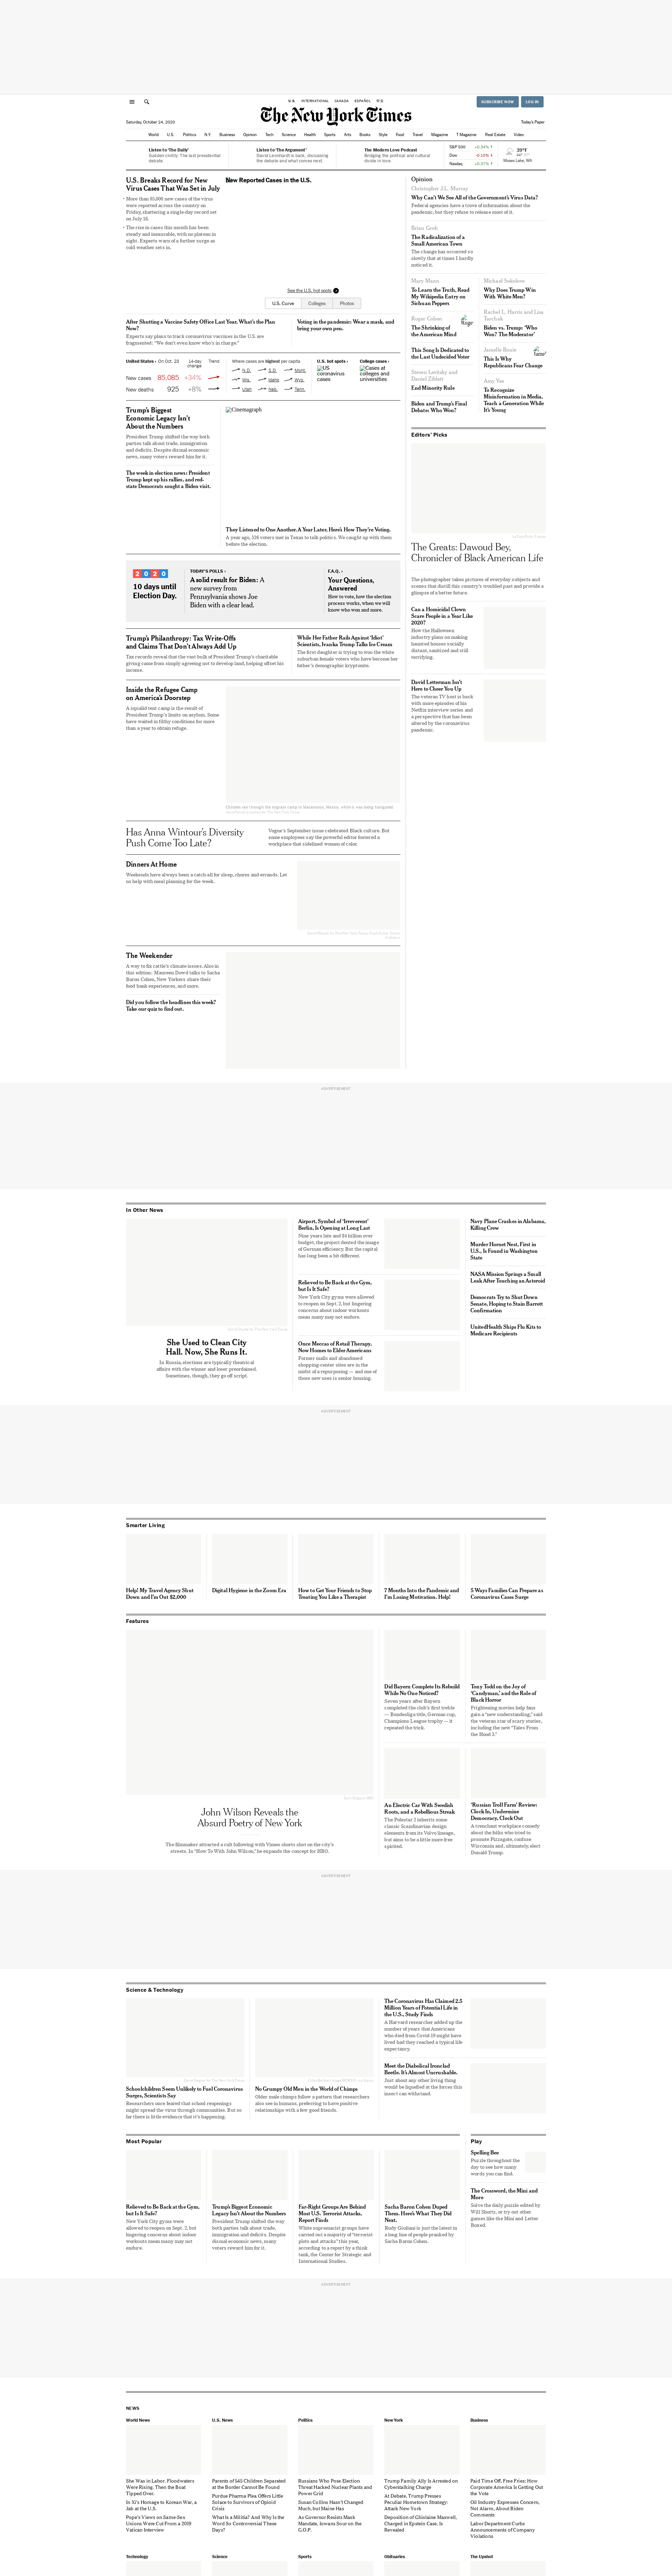 U.S. INTERNATIONAL CANADA ESPAÑOL 中文
SUBSCRIBE NOW
LOG IN
The New York Times
Saturday, October 24, 2020
Today's Paper
World U.S. Politics N.Y. Business Opinion Tech Science Health Sports Arts Books Style Food Travel Magazine T Magazine Real Estate Video
Listen to 'The Daily'
Sudden civility: The last presidential debate.
Listen to 'The Argument'
David Leonhardt is back, discussing the debate and what comes next.
The Modern Love Podcast
Bridging the political and cultural divide in love.
S&P 500 +0.34%
Dow -0.10%
Nasdaq +0.37%
39°F
Moses Lake, WA
U.S. Breaks Record for New Virus Cases That Was Set in July
• More than 85,000 new cases of the virus were reported across the country on Friday, shattering a single-day record set on July 16.
• The rise in cases this month has been steady and inexorable, with no plateau in sight. Experts warn of a further surge as cold weather sets in.
New Reported Cases in the U.S.
See the U.S. hot spots
U.S. Curve Colleges Photos
After Shutting a Vaccine Safety Office Last Year, What's the Plan Now?
Experts say plans to track coronavirus vaccines in the U.S. are fragmented: "We don't even know who's in charge."
Voting in the pandemic: Wear a mask, and bring your own pen.
United States › On Oct. 23 14-day change Trend
New cases 85,085 +34%
New deaths 925 +8%
Where cases are highest per capita
N.D. S.D. Mont.
Wis. Idaho Wyo.
Utah Neb. Tenn.
U.S. hot spots ›
US coronavirus cases
College cases ›
Cases at colleges and universities
Trump's Biggest Economic Legacy Isn't About the Numbers
President Trump shifted the way both parties talk about trade, immigration and deficits. Despite dismal economic news, many voters reward him for it.
The week in election news: President Trump kept up his rallies, and red-state Democrats sought a Biden visit.
Cinemagraph
They Listened to One Another. A Year Later, Here's How They're Voting.
A year ago, 526 voters met in Texas to talk politics. We caught up with them before the election.
2020
10 days until Election Day.
TODAY'S POLLS ›
A solid result for Biden: A new survey from Pennsylvania shows Joe Biden with a clear lead.
F.A.Q. ›
Your Questions, Answered
How to vote, how the election process works, when we will know who won and more.
Trump's Philanthropy: Tax Write-Offs and Claims That Don't Always Add Up
Tax records reveal that the vast bulk of President Trump's charitable giving came from simply agreeing not to develop land, helping offset his income.
While Her Father Rails Against 'Idiot' Scientists, Ivanka Trump Talks Ice Cream
The first daughter is trying to woo the white suburban female voters who have become her father's demographic kryptonite.
Inside the Refugee Camp on America's Doorstep
A squalid tent camp is the result of President Trump's limits on asylum. Some have waited in filthy conditions for more than a year to obtain refuge.
Has Anna Wintour's Diversity Push Come Too Late?
Vogue's September issue celebrated Black culture. But some employees say the powerful editor fostered a workplace that sidelined women of color.
Dinners At Home
Weekends have always been a catch-all for sleep, chores and errands. Let us help with meal planning for the week.
The Weekender
A way to fix cattle's climate issues. Also in this edition: Maureen Dowd talks to Sacha Baron Cohen, New Yorkers share their food bank experiences, and more.
Did you follow the headlines this week? Take our quiz to find out.
Opinion
Christopher J.L. Murray
Why Can't We See All of the Government's Virus Data?
Federal agencies have a trove of information about the pandemic, but they refuse to release most of it.
Brian Groh
The Radicalization of a Small American Town
The change has occurred so slowly that at times I hardly noticed it.
Mary Mann
To Learn the Truth, Read My Wikipedia Entry on Sichuan Peppers
Roger Cohen
The Shrinking of the American Mind
This Song Is Dedicated to the Last Undecided Voter
Steven Levitsky and Daniel Ziblatt
End Minority Rule
Biden and Trump's Final Debate: Who Won?
Michael Sokolove
Why Does Trump Win With White Men?
Rachel L. Harris and Lisa Tarchak
Biden vs. Trump: 'Who Won? The Moderator'
Jamelle Bouie
This Is Why Republicans Fear Change
Amy Yee
To Recognize Misinformation in Media, Teach a Generation While It's Young
Editors' Picks
The Greats: Dawoud Bey, Chronicler of Black American Life
The photographer takes pictures of everyday subjects and scenes that distill this country's troubled past and provide a glimpse of a better future.
Can a Homicidal Clown Scare People in a Year Like 2020?
How the Halloween industry plans on making haunted houses socially distant, sanitized and still terrifying.
David Letterman Isn't Here to Cheer You Up
The veteran TV host is back with more episodes of his Netflix interview series and a perspective that has been altered by the coronavirus pandemic.
ADVERTISEMENT
In Other News
She Used to Clean City Hall. Now, She Runs It.
In Russia, elections are typically theatrical affairs with the winner and loser preordained. Sometimes, though, they go off script.
Airport, Symbol of 'Irreverent' Berlin, Is Opening at Long Last
Nine years late and $4 billion over budget, the project dented the image of German efficiency. But the capital has long been a bit different.
Relieved to Be Back at the Gym, but Is It Safe?
New York City gyms were allowed to reopen on Sept. 2, but lingering concerns about indoor workouts mean many may not endure.
Once Meccas of Retail Therapy, Now Homes to Elder Americans
Former malls and abandoned shopping-center sites are in the midst of a repurposing — and one of those new uses is senior housing.
Navy Plane Crashes in Alabama, Killing Crew
Murder Hornet Nest, First in U.S., Is Found in Washington State
NASA Mission Springs a Small Leak After Touching an Asteroid
Democrats Try to Shut Down Senate, Hoping to Stain Barrett Confirmation
UnitedHealth Ships Flu Kits to Medicare Recipients
ADVERTISEMENT
Smarter Living
Help! My Travel Agency Shut Down and I'm Out $2,000
Digital Hygiene in the Zoom Era
How to Get Your Friends to Stop Treating You Like a Therapist
7 Months Into the Pandemic and I'm Losing Motivation. Help!
5 Ways Families Can Prepare as Coronavirus Cases Surge
Features
John Wilson Reveals the Absurd Poetry of New York
The filmmaker attracted a cult following with Vimeo shorts shot on the city's streets. In "How To With John Wilson," he expands the concept for HBO.
Did Bayern Complete Its Rebuild While No One Noticed?
Seven years after Bayern completed the club's first treble — Bundesliga title, German cup, Champions League trophy — it repeated the trick.
Tony Todd on the Joy of 'Candyman,' and the Role of Black Horror
Frightening movies help fans gain a "new understanding," said the veteran star of scary stories, including the new "Tales From the Hood 3."
An Electric Car With Swedish Roots, and a Rebellious Streak
The Polestar 2 inherits some classic Scandinavian design elements from its Volvo lineage, but aims to be a little more free spirited.
'Russian Troll Farm' Review: Clock In, Undermine Democracy, Clock Out
A trenchant workplace comedy about the folks who tried to promote Pizzagate, confuse Wisconsin and, ultimately, elect Donald Trump.
ADVERTISEMENT
Science & Technology
Schoolchildren Seem Unlikely to Fuel Coronavirus Surges, Scientists Say
Researchers once feared that school reopenings might spread the virus through communities. But so far there is little evidence that it's happening.
No Grumpy Old Men in the World of Chimps
Older male chimps follow a pattern that researchers also see in humans, preferring to have positive relationships with a few good friends.
The Coronavirus Has Claimed 2.5 Million Years of Potential Life in the U.S., Study Finds
A Harvard researcher added up the number of years that Americans who died from Covid-19 might have lived had they reached a typical life expectancy.
Meet the Diabolical Ironclad Beetle. It's Almost Uncrushable.
Just about any other living thing would be liquefied at the forces this insect can withstand.
Most Popular
Relieved to Be Back at the Gym, but Is It Safe?
New York City gyms were allowed to reopen on Sept. 2, but lingering concerns about indoor workouts mean many may not endure.
Trump's Biggest Economic Legacy Isn't About the Numbers
President Trump shifted the way both parties talk about trade, immigration and deficits. Despite dismal economic news, many voters reward him for it.
Far-Right Groups Are Behind Most U.S. Terrorist Attacks, Report Finds
White supremacist groups have carried out a majority of "terrorist plots and attacks" this year, according to a report by a think tank, the Center for Strategic and International Studies.
Sacha Baron Cohen Duped Them. Here's What They Did Next.
Rudy Giuliani is just the latest in a long line of people pranked by Sacha Baron Cohen.
Play
Spelling Bee
Puzzle throughout the day to see how many words you can find.
The Crossword, the Mini and More
Solve the daily puzzle edited by Will Shortz, or try out other games like the Mini and Letter Boxed.
ADVERTISEMENT
NEWS
World News
She Was in Labor. Floodwaters Were Rising. Then the Boat Tipped Over.
In Xi's Homage to Korean War, a Jab at the U.S.
Pope's Views on Same-Sex Unions Were Cut From a 2019 Vatican Interview
U.S. News
Parents of 545 Children Separated at the Border Cannot Be Found
Purdue Pharma Plea Offers Little Solace to Survivors of Opioid Crisis
What Is a Militia? And Why Is the Word So Controversial These Days?
Politics
Russians Who Pose Election Threat Hacked Nuclear Plants and Power Grid
Susan Collins Hasn't Changed Much, but Maine Has
As Governor Resists Mask Mandate, Iowans Sour on the G.O.P.
New York
Trump Family Ally Is Arrested on Cyberstalking Charge
At Debate, Trump Presses Peculiar Hometown Strategy: Attack New York
Deposition of Ghislaine Maxwell, Charged in Epstein Case, Is Revealed
Business
Paid Time Off, Free Fries: How Corporate America Is Getting Out the Vote
Oil Industry Expresses Concern, Not Alarm, About Biden Comments
Labor Department Curbs Announcements of Company Violations
Technology
Science
Sports
Obituaries
The Upshot